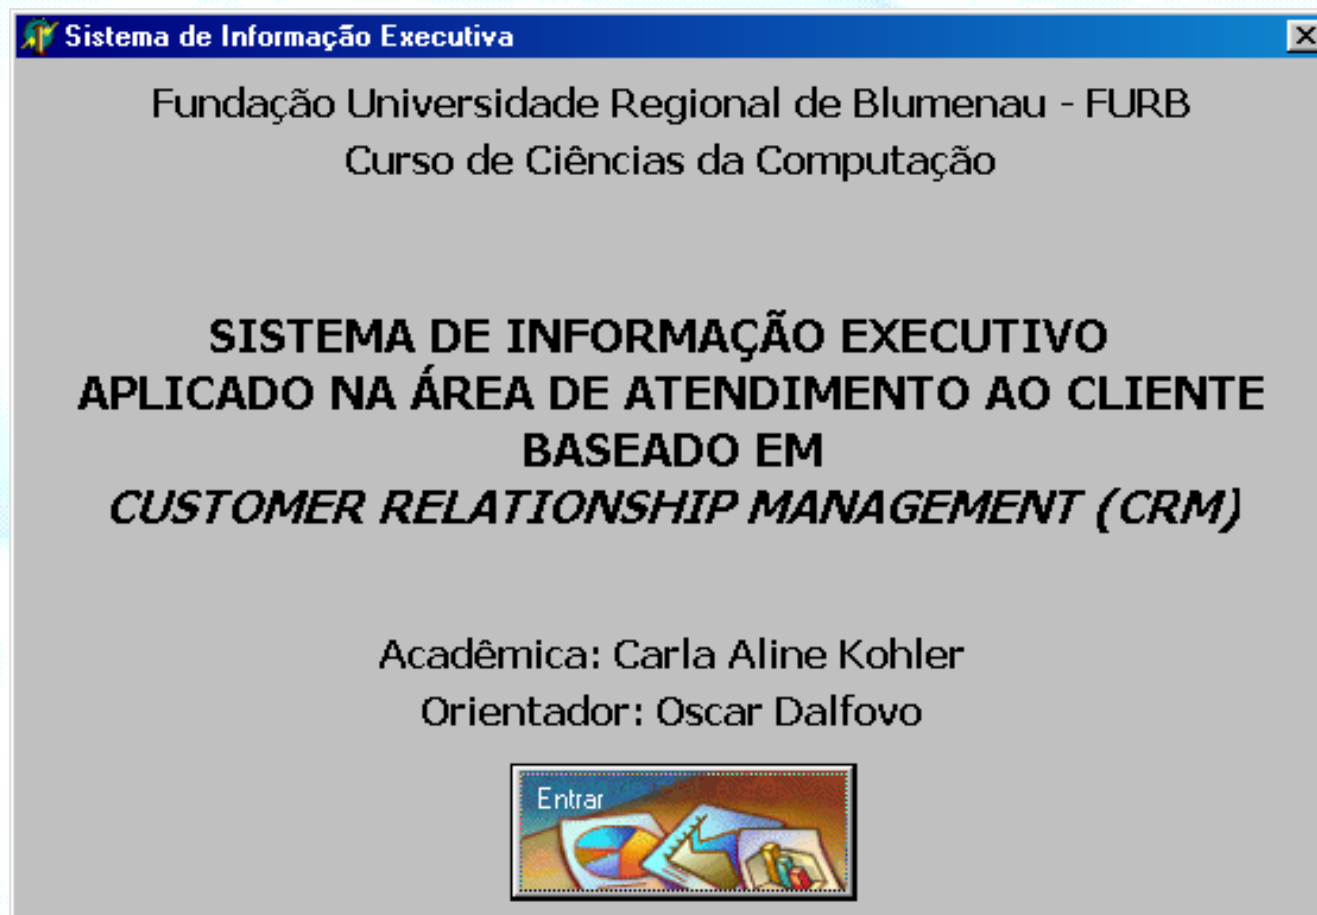 Sistema de Informação Executiva
Fundação Universidade Regional de Blumenau - FURB
Curso de Ciências da Computação
SISTEMA DE INFORMAÇÃO EXECUTIVO
APLICADO NA ÁREA DE ATENDIMENTO AO CLIENTE
BASEADO EM
CUSTOMER RELATIONSHIP MANAGEMENT (CRM)
Acadêmica: Carla Aline Kohler
Orientador: Oscar Dalfovo
Entrar